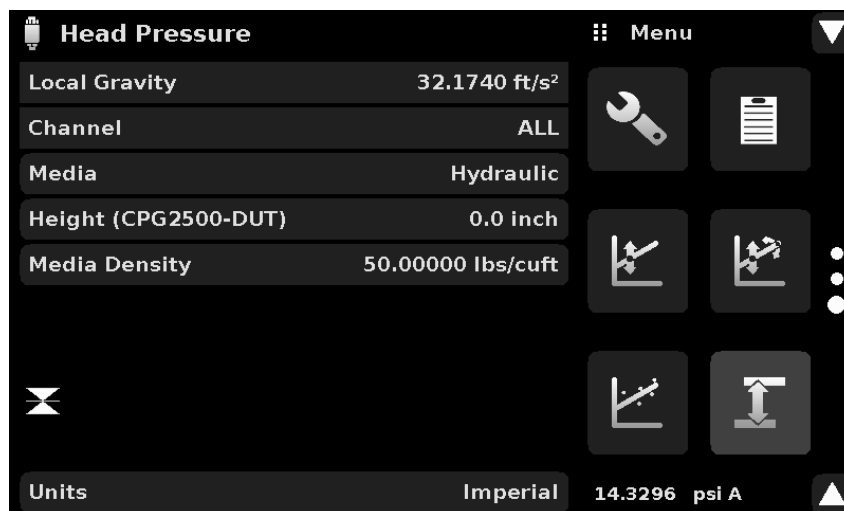 Head Pressure
Menu
Local Gravity 32.1740 ft/s²
Channel ALL
Media Hydraulic
Height (CPG2500-DUT) 0.0 inch
Media Density 50.00000 lbs/cuft
Units Imperial
14.3296 psi A